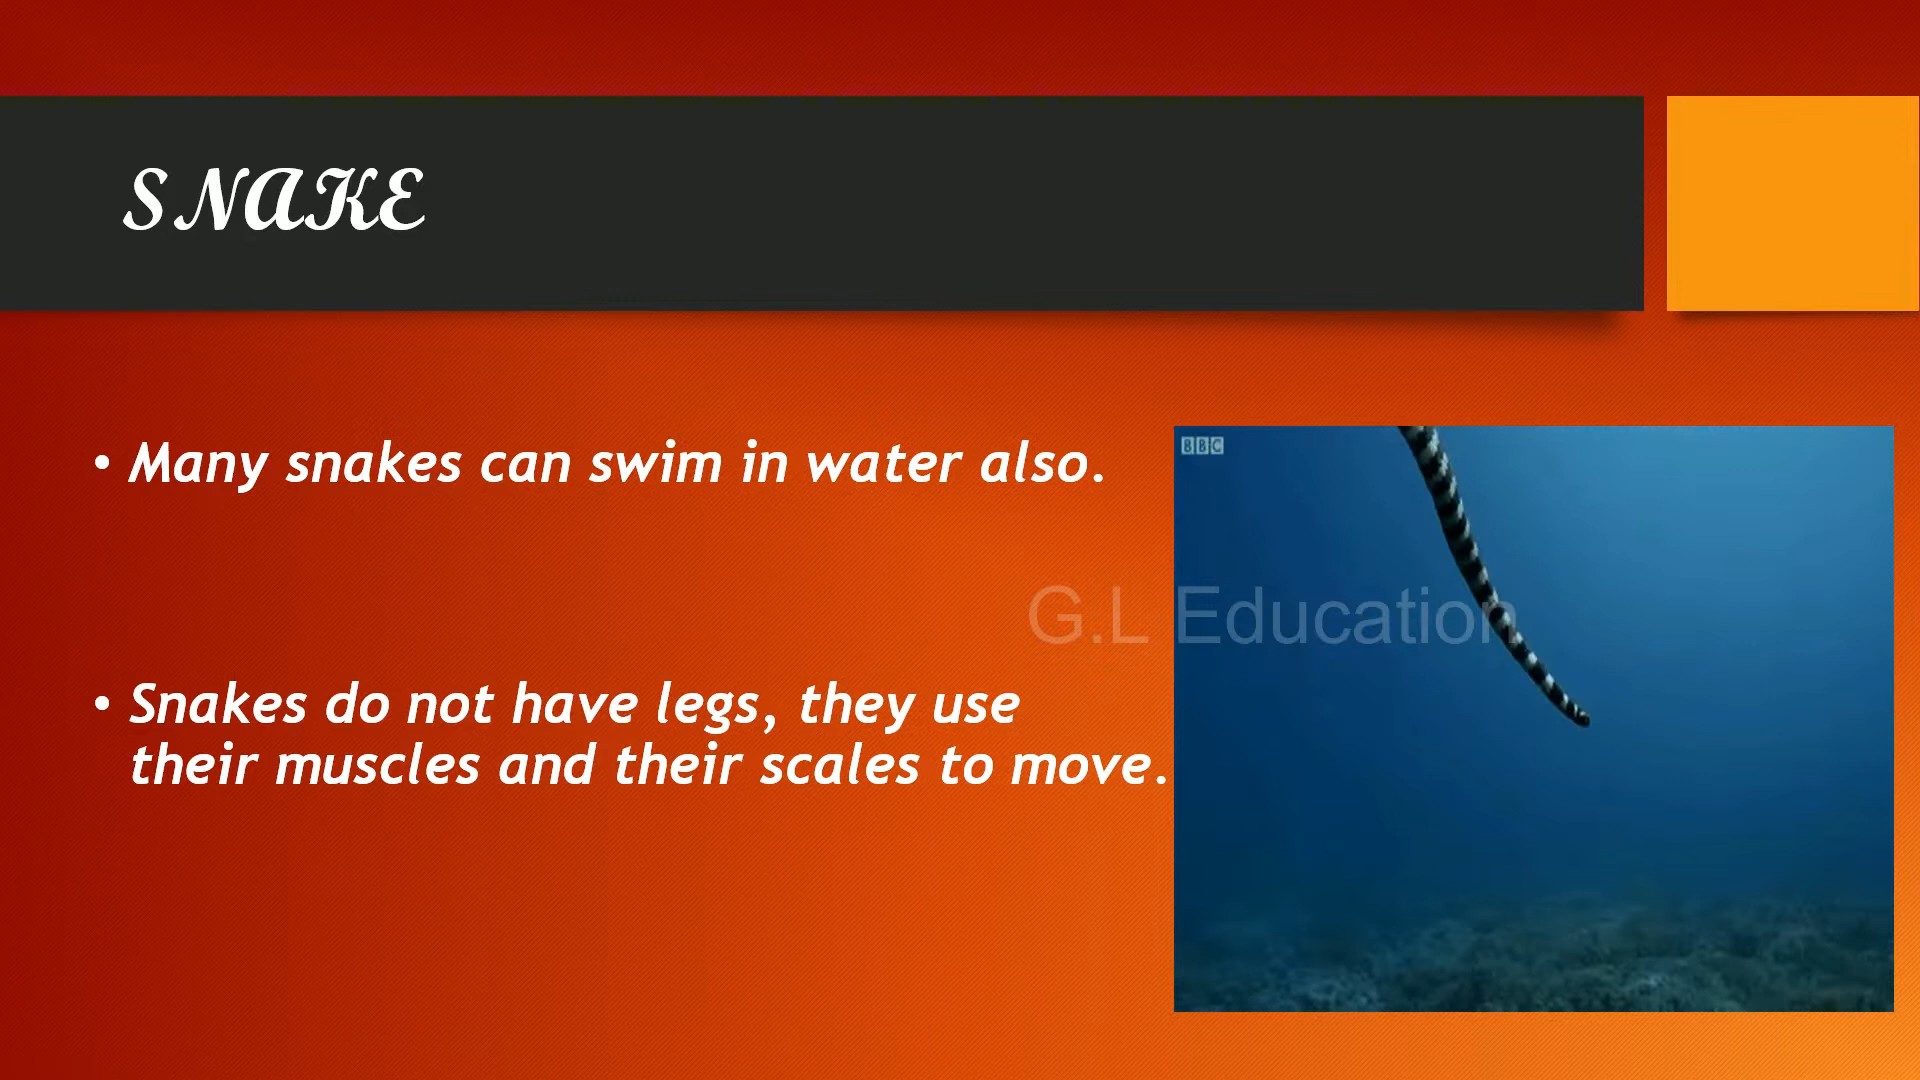 SNAKE
• Many snakes can swim in water also.
BBC
G.L Education
• Snakes do not have legs, they use
their muscles and their scales to move.